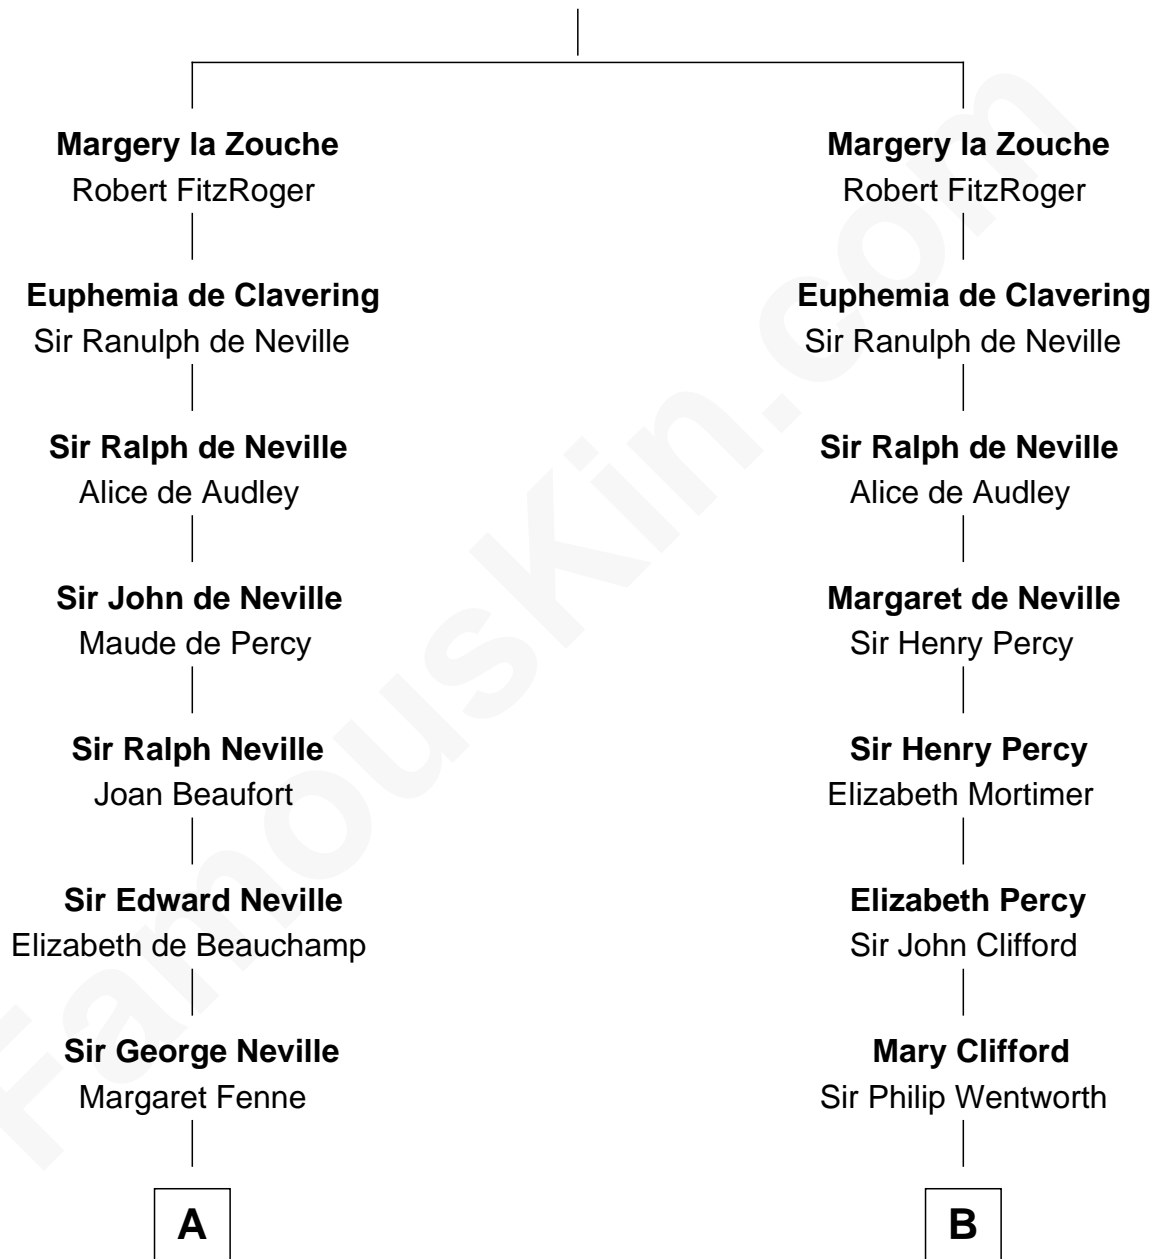 Margery la Zouche
Robert FitzRoger
Euphemia de Clavering
Sir Ranulph de Neville
Sir Ralph de Neville
Alice de Audley
Sir John de Neville
Maude de Percy
Sir Ralph Neville
Joan Beaufort
Sir Edward Neville
Elizabeth de Beauchamp
Sir George Neville
Margaret Fenne
A
Margery la Zouche
Robert FitzRoger
Euphemia de Clavering
Sir Ranulph de Neville
Sir Ralph de Neville
Alice de Audley
Margaret de Neville
Sir Henry Percy
Sir Henry Percy
Elizabeth Mortimer
Elizabeth Percy
Sir John Clifford
Mary Clifford
Sir Philip Wentworth
B
FamousKin.com